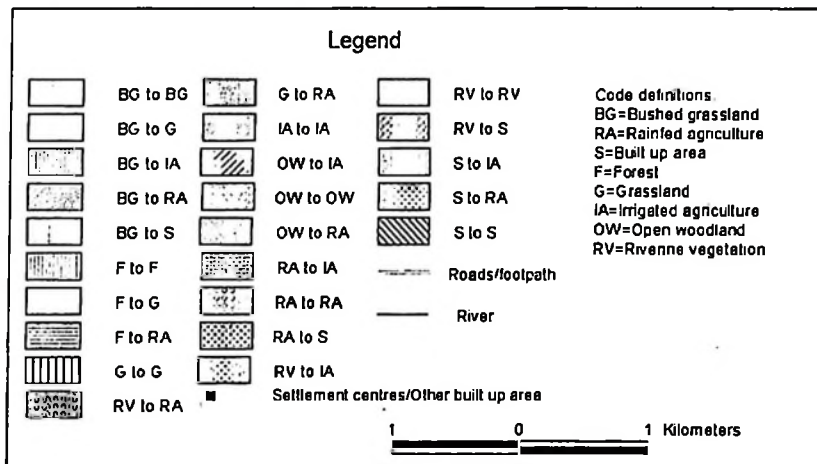 Legend
BG to BG
BG to G
BG to IA
BG to RA
BG to S
F to F
F to G
F to RA
G to G
RV to RA
G to RA
IA to IA
OW to IA
OW to OW
OW to RA
RA to IA
RA to RA
RA to S
RV to IA
Settlement centres/Other built up area
RV to RV
RV to S
S to IA
S to RA
S to S
Roads/footpath
River
Code definitions
BG=Bushed grassland
RA=Rainfed agriculture
S=Built up area
F=Forest
G=Grassland
IA=Irrigated agriculture
OW=Open woodland
RV=Riverine vegetation
1 0 1 Kilometers